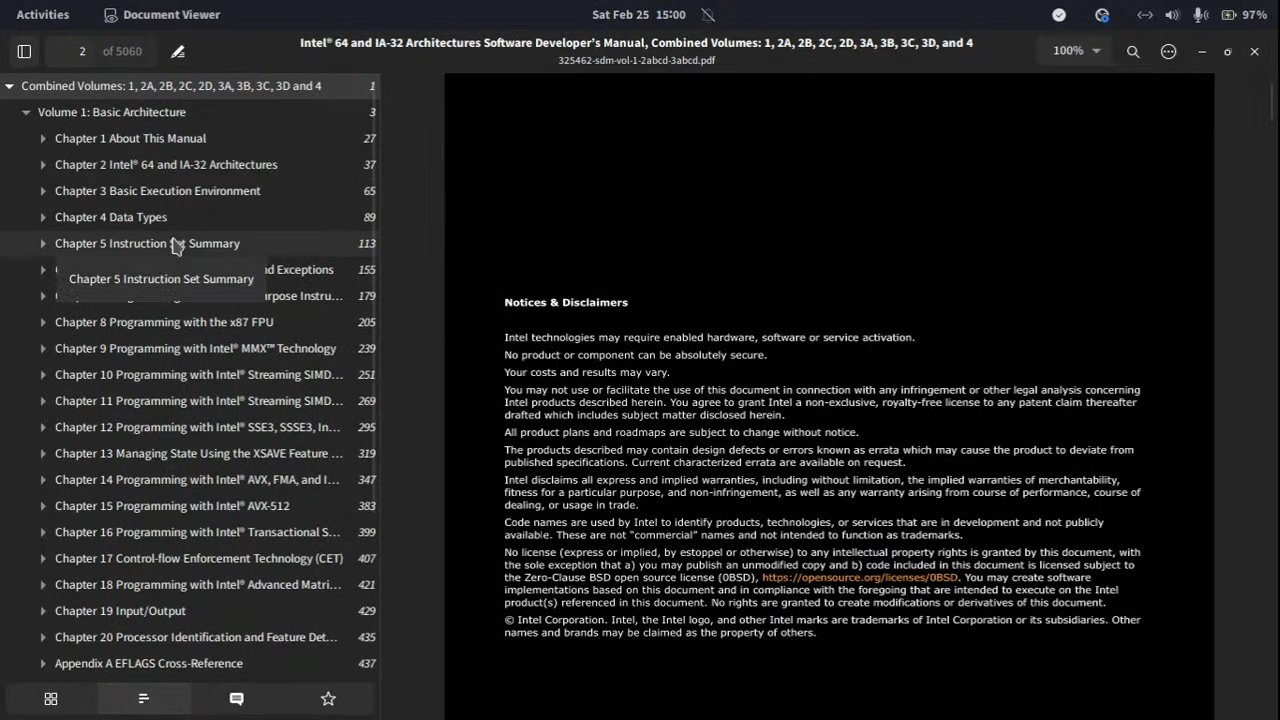 Activities
Document Viewer
Sat Feb 25 15:00
97%
2 of 5060
Intel® 64 and IA-32 Architectures Software Developer's Manual, Combined Volumes: 1, 2A, 2B, 2C, 2D, 3A, 3B, 3C, 3D, and 4
325462-sdm-vol-1-2abcd-3abcd.pdf
100%
Combined Volumes: 1, 2A, 2B, 2C, 2D, 3A, 3B, 3C, 3D and 4 1
Volume 1: Basic Architecture 3
Chapter 1 About This Manual 27
Chapter 2 Intel® 64 and IA-32 Architectures 37
Chapter 3 Basic Execution Environment 65
Chapter 4 Data Types 89
Chapter 5 Instruction Set Summary 113
nd Exceptions 155
Chapter 5 Instruction Set Summary
urpose Instru... 179
Chapter 8 Programming with the x87 FPU 205
Chapter 9 Programming with Intel® MMX™ Technology 239
Chapter 10 Programming with Intel® Streaming SIMD... 251
Chapter 11 Programming with Intel® Streaming SIMD... 269
Chapter 12 Programming with Intel® SSE3, SSSE3, In... 295
Chapter 13 Managing State Using the XSAVE Feature ... 319
Chapter 14 Programming with Intel® AVX, FMA, and I... 347
Chapter 15 Programming with Intel® AVX-512 383
Chapter 16 Programming with Intel® Transactional S... 399
Chapter 17 Control-flow Enforcement Technology (CET) 407
Chapter 18 Programming with Intel® Advanced Matri... 421
Chapter 19 Input/Output 429
Chapter 20 Processor Identification and Feature Det... 435
Appendix A EFLAGS Cross-Reference 437
Notices & Disclaimers
Intel technologies may require enabled hardware, software or service activation.
No product or component can be absolutely secure.
Your costs and results may vary.
You may not use or facilitate the use of this document in connection with any infringement or other legal analysis concerning
Intel products described herein. You agree to grant Intel a non-exclusive, royalty-free license to any patent claim thereafter
drafted which includes subject matter disclosed herein.
All product plans and roadmaps are subject to change without notice.
The products described may contain design defects or errors known as errata which may cause the product to deviate from
published specifications. Current characterized errata are available on request.
Intel disclaims all express and implied warranties, including without limitation, the implied warranties of merchantability,
fitness for a particular purpose, and non-infringement, as well as any warranty arising from course of performance, course of
dealing, or usage in trade.
Code names are used by Intel to identify products, technologies, or services that are in development and not publicly
available. These are not “commercial” names and not intended to function as trademarks.
No license (express or implied, by estoppel or otherwise) to any intellectual property rights is granted by this document, with
the sole exception that a) you may publish an unmodified copy and b) code included in this document is licensed subject to
the Zero-Clause BSD open source license (0BSD), https://opensource.org/licenses/0BSD. You may create software
implementations based on this document and in compliance with the foregoing that are intended to execute on the Intel
product(s) referenced in this document. No rights are granted to create modifications or derivatives of this document.
© Intel Corporation. Intel, the Intel logo, and other Intel marks are trademarks of Intel Corporation or its subsidiaries. Other
names and brands may be claimed as the property of others.